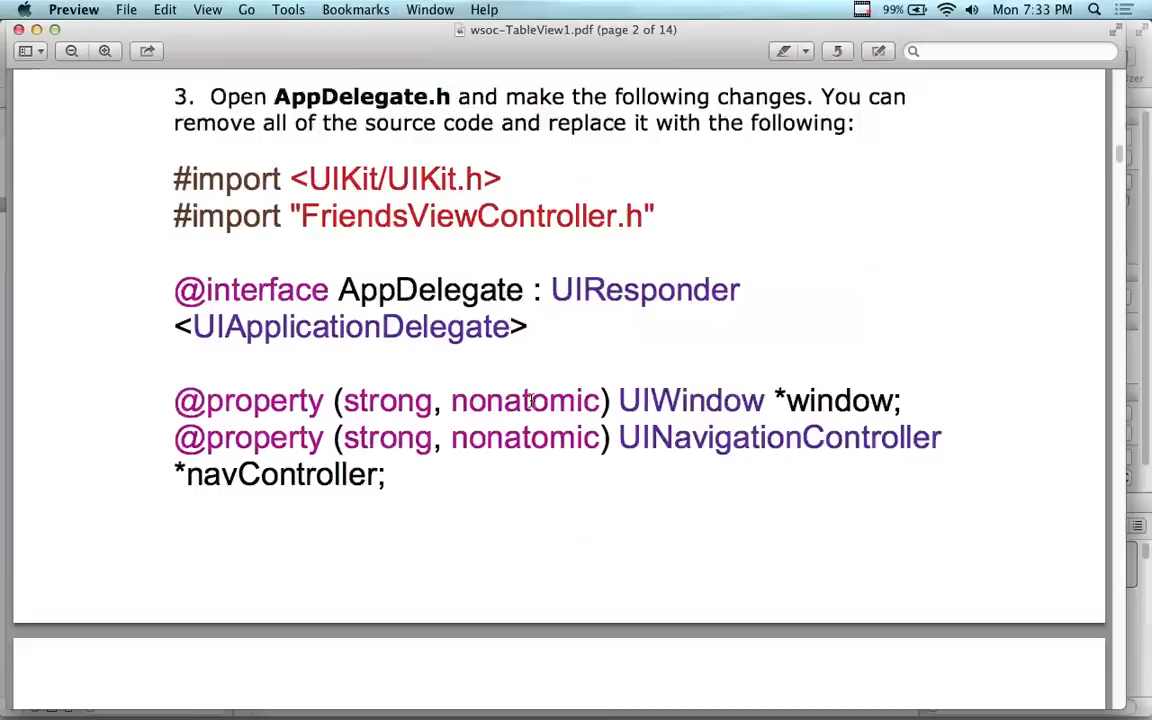 Preview File Edit View Go Tools Bookmarks Window Help 99% Mon 7:33 PM
wsoc-TableView1.pdf (page 2 of 14)
3. Open AppDelegate.h and make the following changes. You can
remove all of the source code and replace it with the following:
#import <UIKit/UIKit.h>
#import "FriendsViewController.h"
@interface AppDelegate : UIResponder
<UIApplicationDelegate>
@property (strong, nonatomic) UIWindow *window;
@property (strong, nonatomic) UINavigationController
*navController;